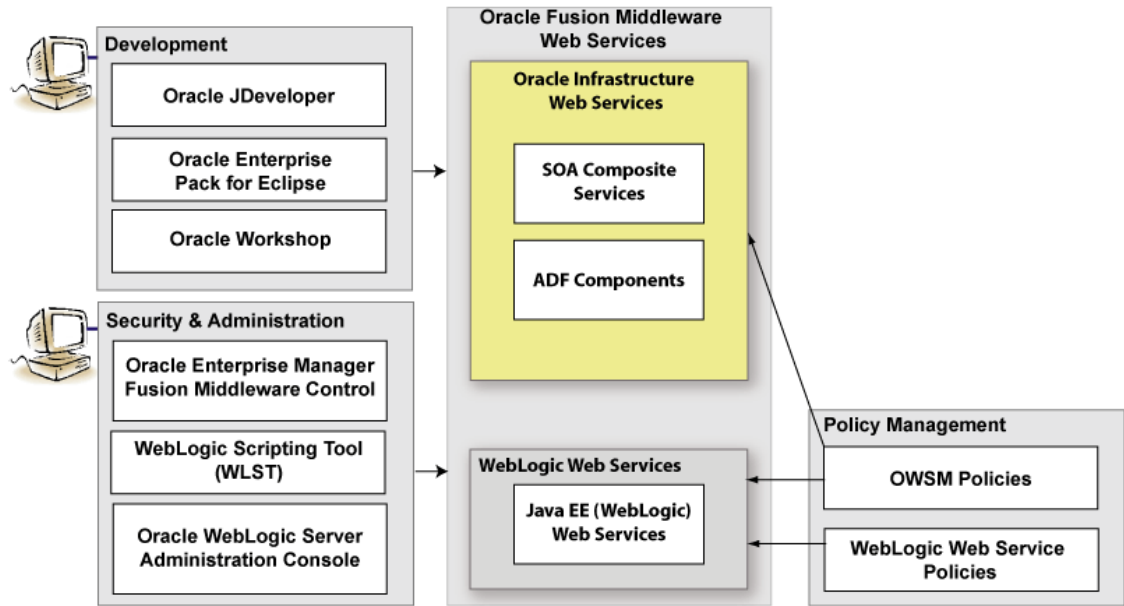 Development
Oracle JDeveloper
Oracle Enterprise
Pack for Eclipse
Oracle Workshop
Security & Administration
Oracle Enterprise Manager
Fusion Middleware Control
WebLogic Scripting Tool
(WLST)
Oracle WebLogic Server
Administration Console
Oracle Fusion Middleware
Web Services
Oracle Infrastructure
Web Services
SOA Composite
Services
ADF Components
WebLogic Web Services
Java EE (WebLogic)
Web Services
Policy Management
OWSM Policies
WebLogic Web Service
Policies